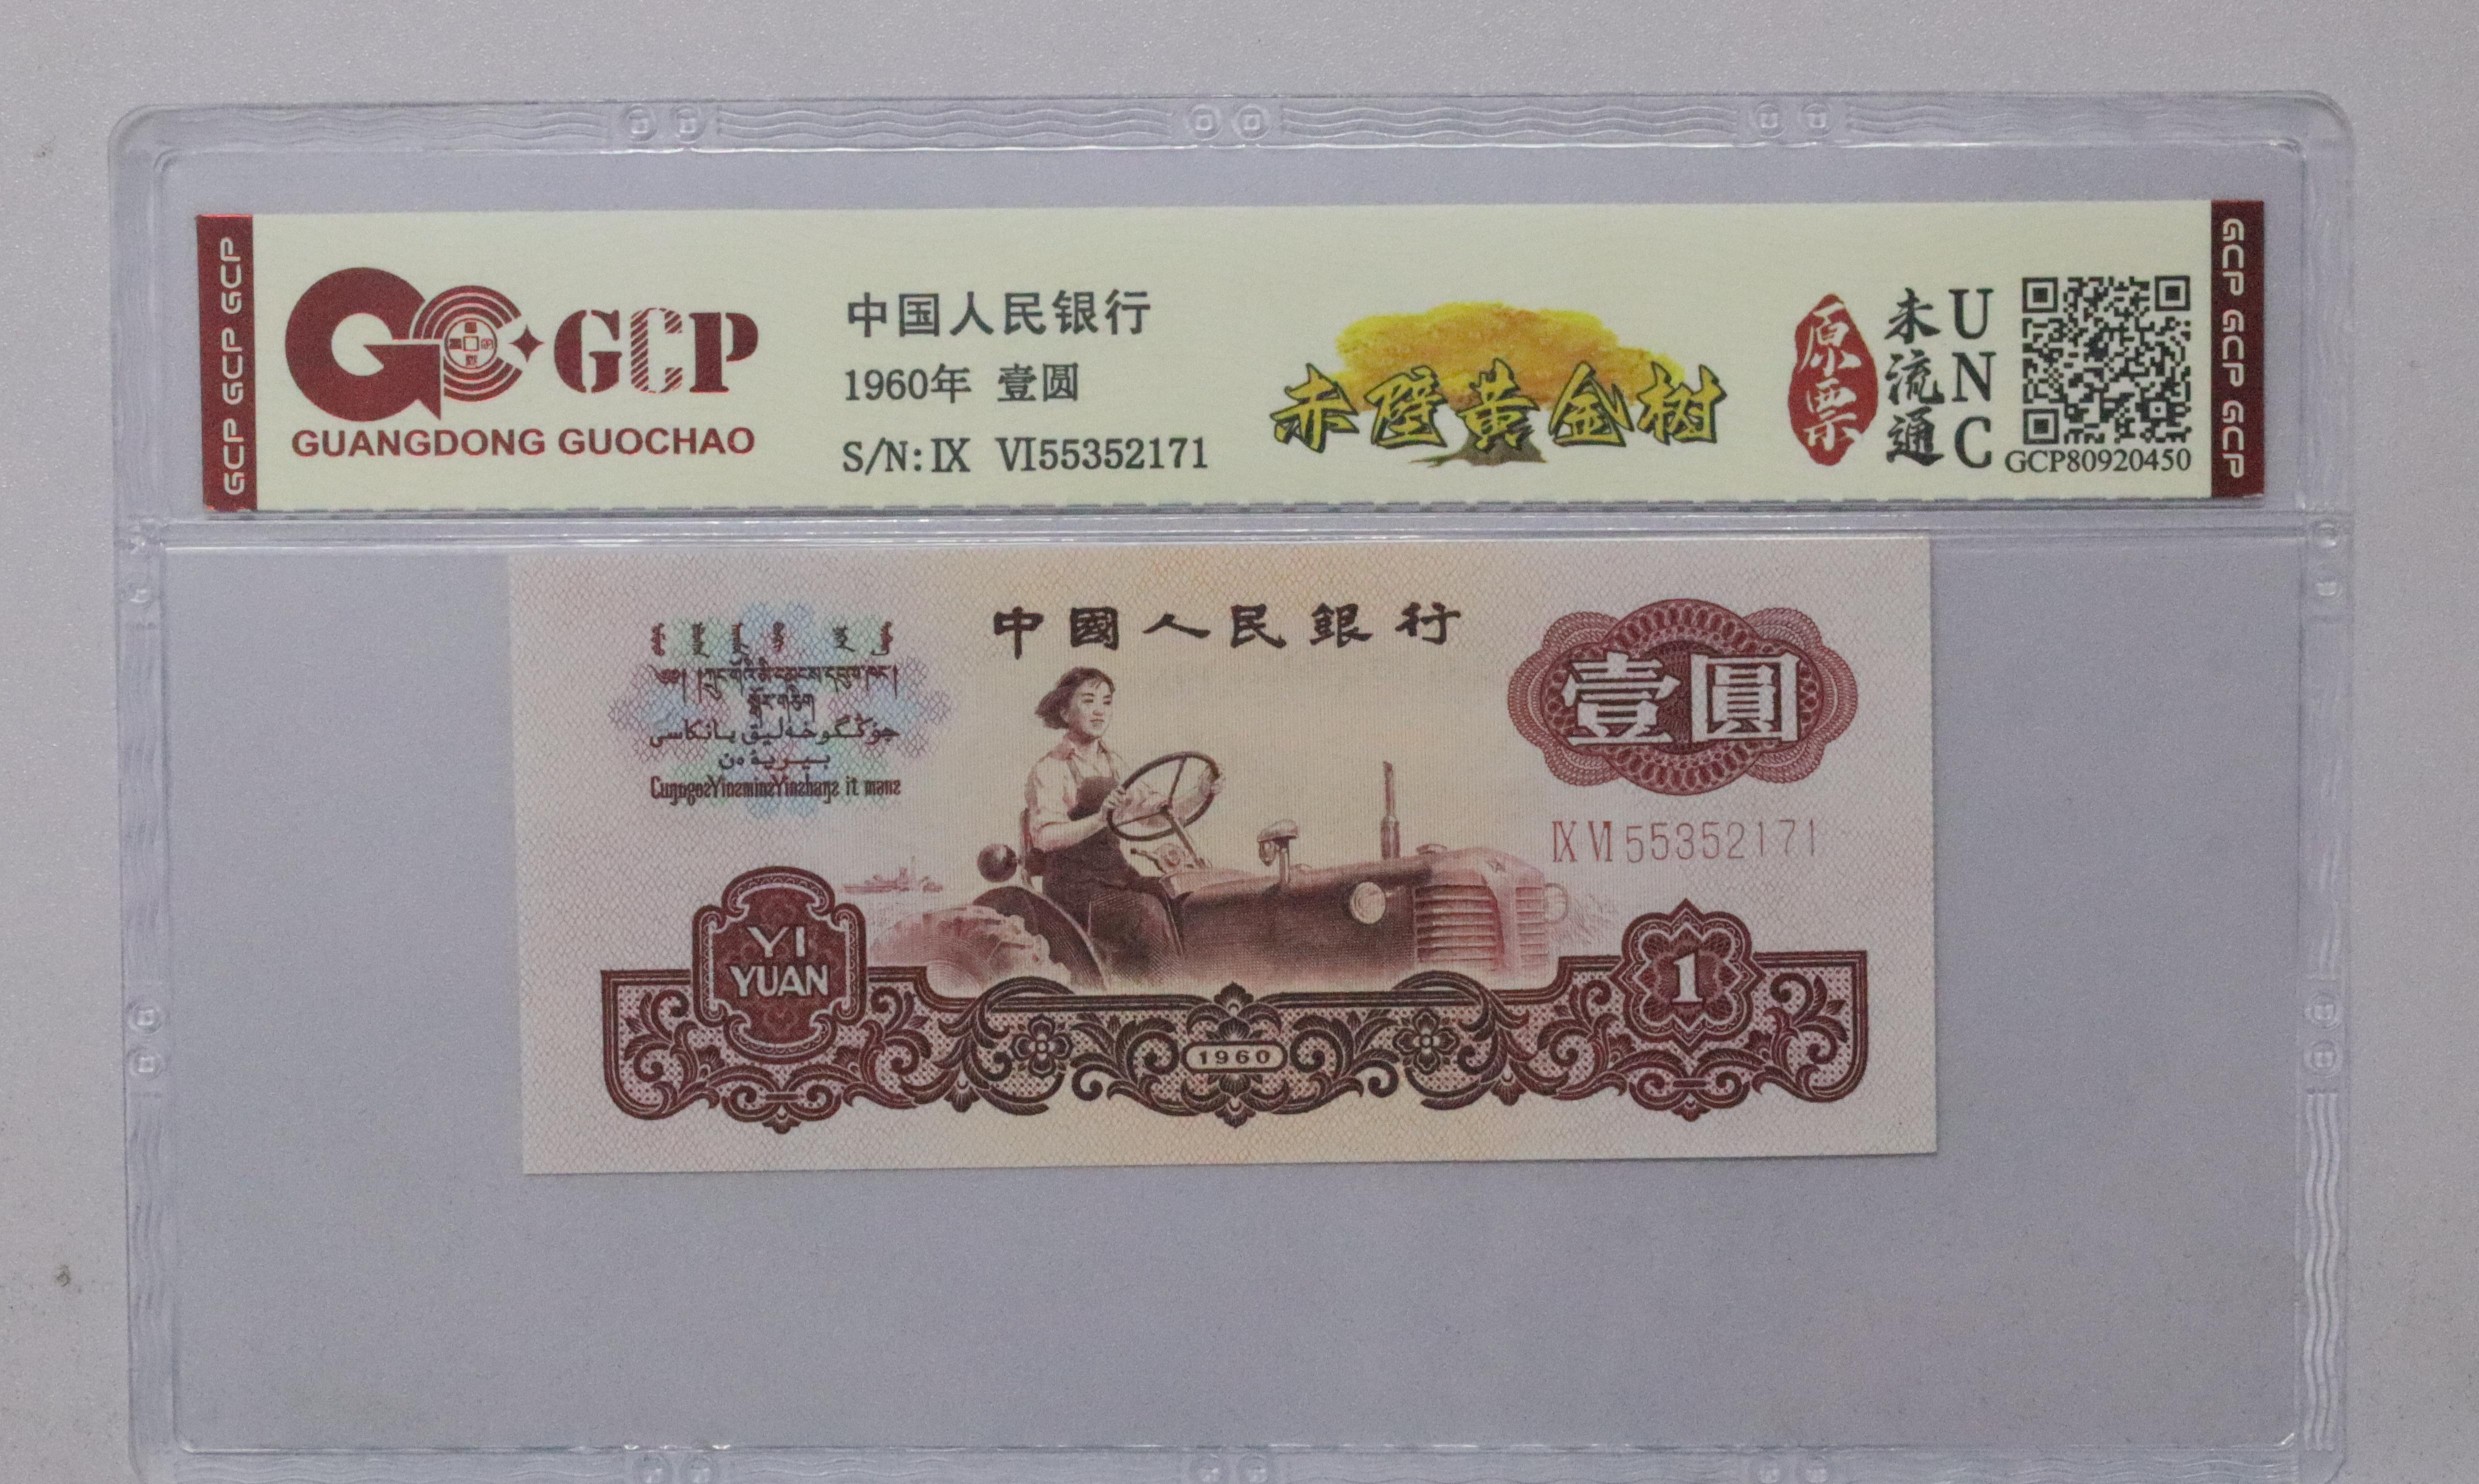 GCP GCP GCP
GCP
GUANGDONG GUOCHAO
中国人民银行
1960年 壹圆
S/N: IX VI55352171
赤壁黄金树
原票
未流通
UNC
GCP80920450
GCP GCP GCP
中國人民銀行
壹圓
IX VI 55352171
YI
YUAN
1960
1